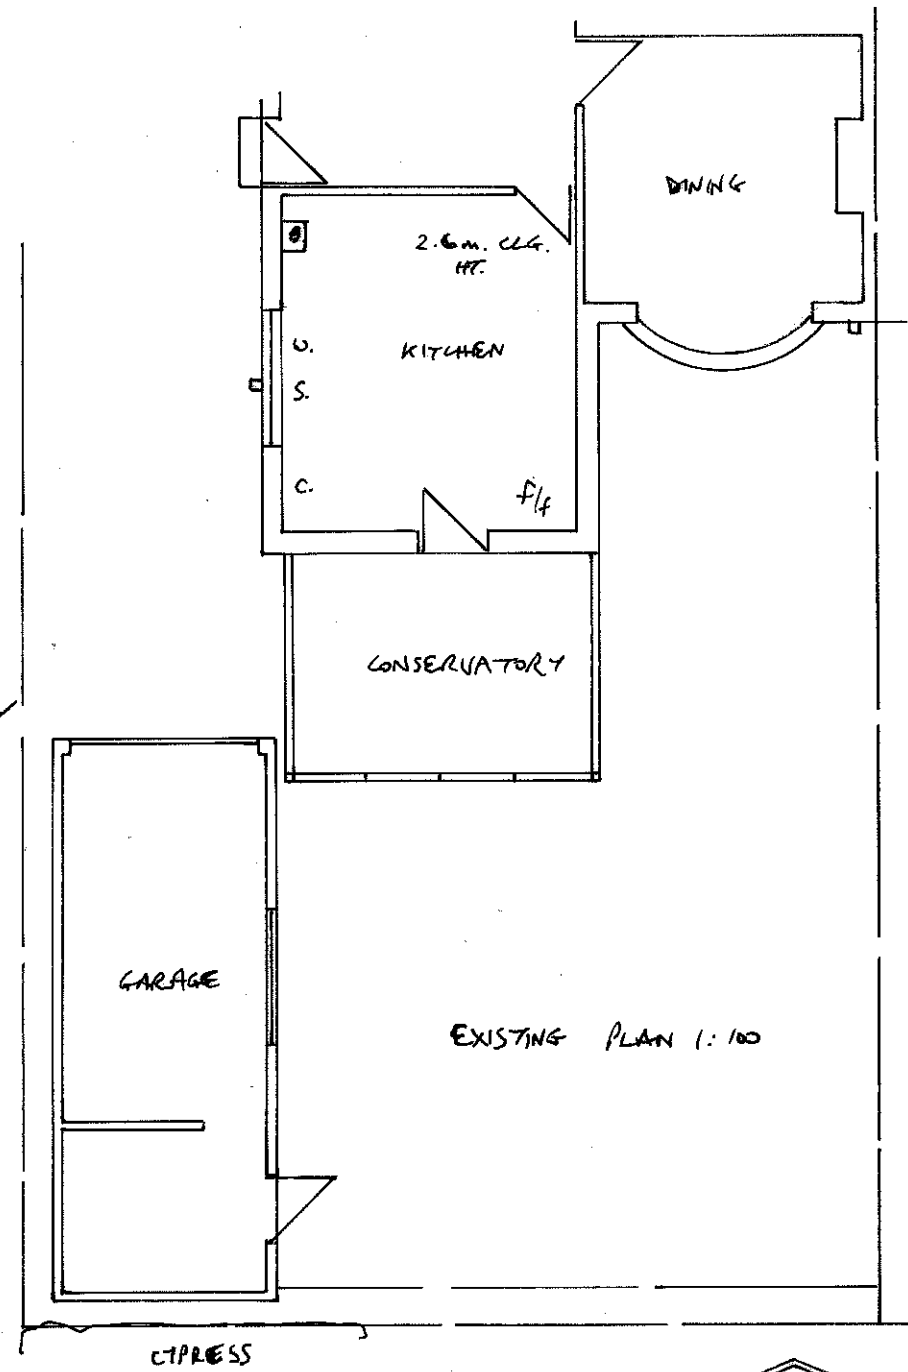 DINING
2.6m. CLG.
HT.
KITCHEN
S.
C.
f/f
CONSERVATORY
GARAGE
EXISTING PLAN 1:100
CYPRESS